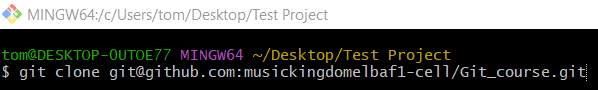 MINGW64:/c/Users/tom/Desktop/Test Project
tom@DESKTOP-OUTOE77 MINGW64 ~/Desktop/Test Project
$ git clone git@github.com:musickingdomelbaf1-cell/Git_course.git